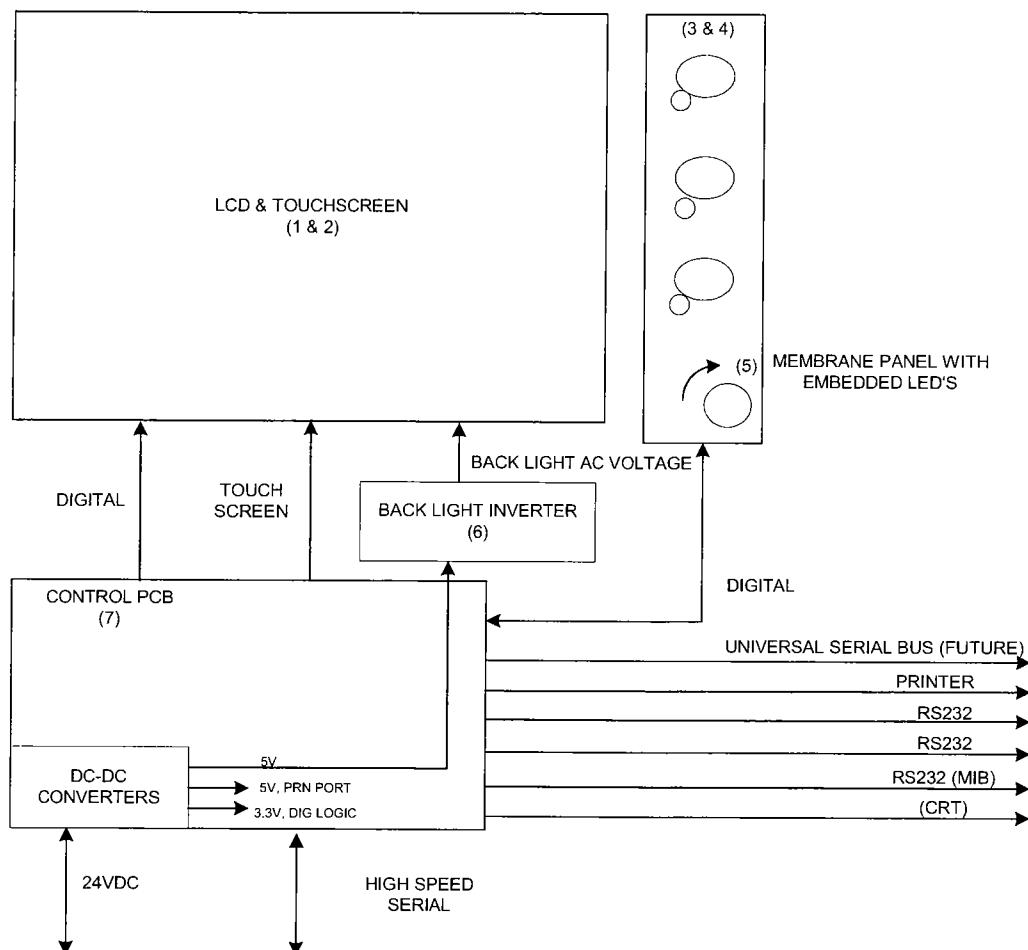 (3 & 4)
LCD & TOUCHSCREEN
(1 & 2)
(5)
MEMBRANE PANEL WITH
EMBEDDED LED'S
BACK LIGHT AC VOLTAGE
DIGITAL
TOUCH
SCREEN
BACK LIGHT INVERTER
(6)
CONTROL PCB
(7)
DIGITAL
UNIVERSAL SERIAL BUS (FUTURE)
PRINTER
RS232
RS232
RS232 (MIB)
(CRT)
DC-DC
CONVERTERS
5V
5V, PRN PORT
3.3V, DIG LOGIC
24VDC
HIGH SPEED
SERIAL